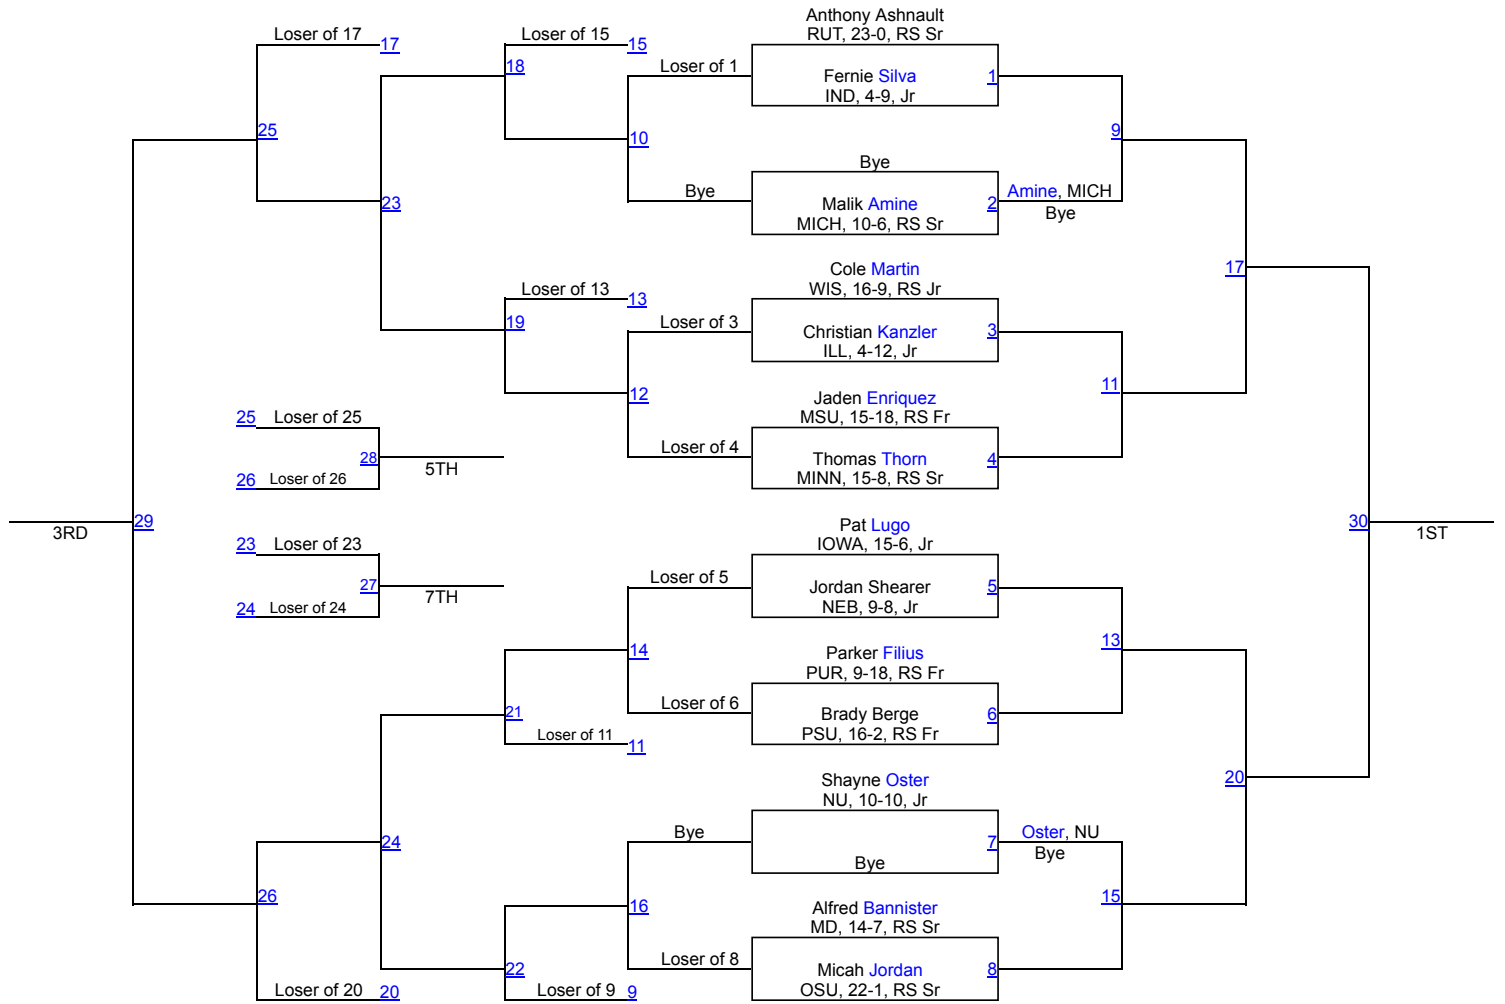 Anthony Ashnault
RUT, 23-0, RS Sr
Loser of 17 17
Loser of 15 15
18
Loser of 1
Fernie Silva 1
IND, 4-9, Jr
25
10
9
Bye
Bye
Malik Amine 2
MICH, 10-6, RS Sr
Amine, MICH
Bye
23
Cole Martin
WIS, 16-9, RS Jr
17
Loser of 13 13
19
Loser of 3
Christian Kanzler 3
ILL, 4-12, Jr
12
11
Jaden Enriquez
MSU, 15-18, RS Fr
25 Loser of 25
Loser of 4
28
5TH
Thomas Thorn 4
MINN, 15-8, RS Sr
26 Loser of 26
3RD
29
Pat Lugo
IOWA, 15-6, Jr
30
1ST
23 Loser of 23
27
7TH
Loser of 5
Jordan Shearer 5
NEB, 9-8, Jr
24 Loser of 24
14
13
Parker Filius
PUR, 9-18, RS Fr
21
Loser of 6
Brady Berge 6
PSU, 16-2, RS Fr
Loser of 11 11
Shayne Oster
NU, 10-10, Jr
20
24
Bye
7
Oster, NU
Bye
Bye
26
16
15
Alfred Bannister
MD, 14-7, RS Sr
22
Loser of 8
Micah Jordan 8
OSU, 22-1, RS Sr
Loser of 20 20
Loser of 9 9